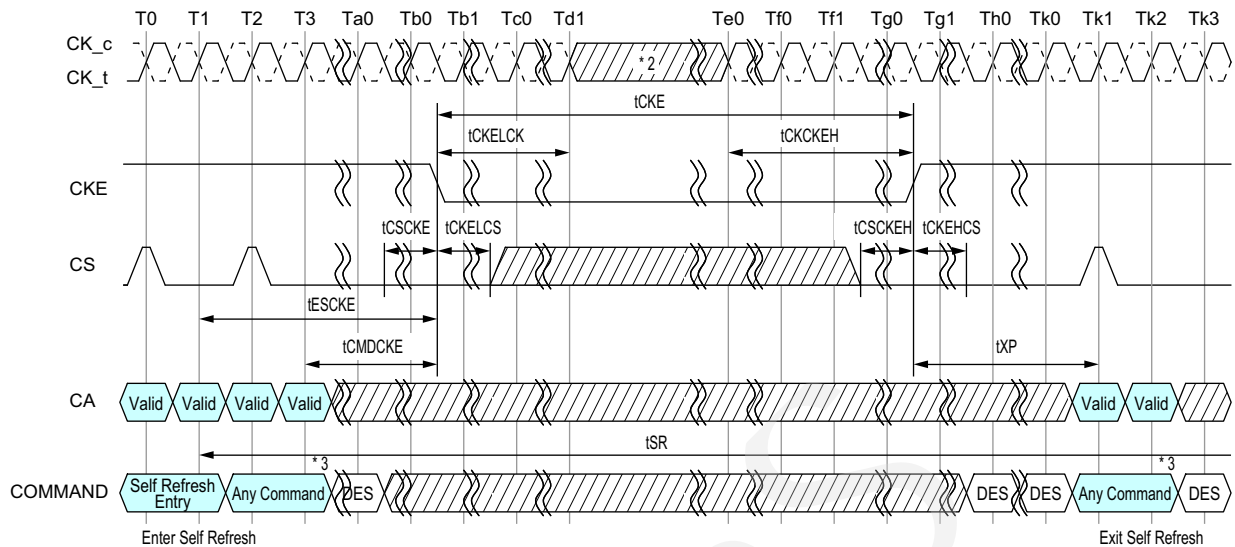 T0 T1 T2 T3 Ta0 Tb0 Tb1 Tc0 Td1 Te0 Tf0 Tf1 Tg0 Tg1 Th0 Tk0 Tk1 Tk2 Tk3
CK_c
CK_t
* 2
tCKE
tCKELCK tCKCKEH
CKE
tCSCKE tCKELCS tCSCKEH tCKEHCS
CS
tESCKE
tCMDCKE tXP
CA Valid Valid Valid Valid Valid Valid
tSR
* 3 * 3
COMMAND Self Refresh Entry Any Command DES DES DES Any Command DES
Enter Self Refresh Exit Self Refresh